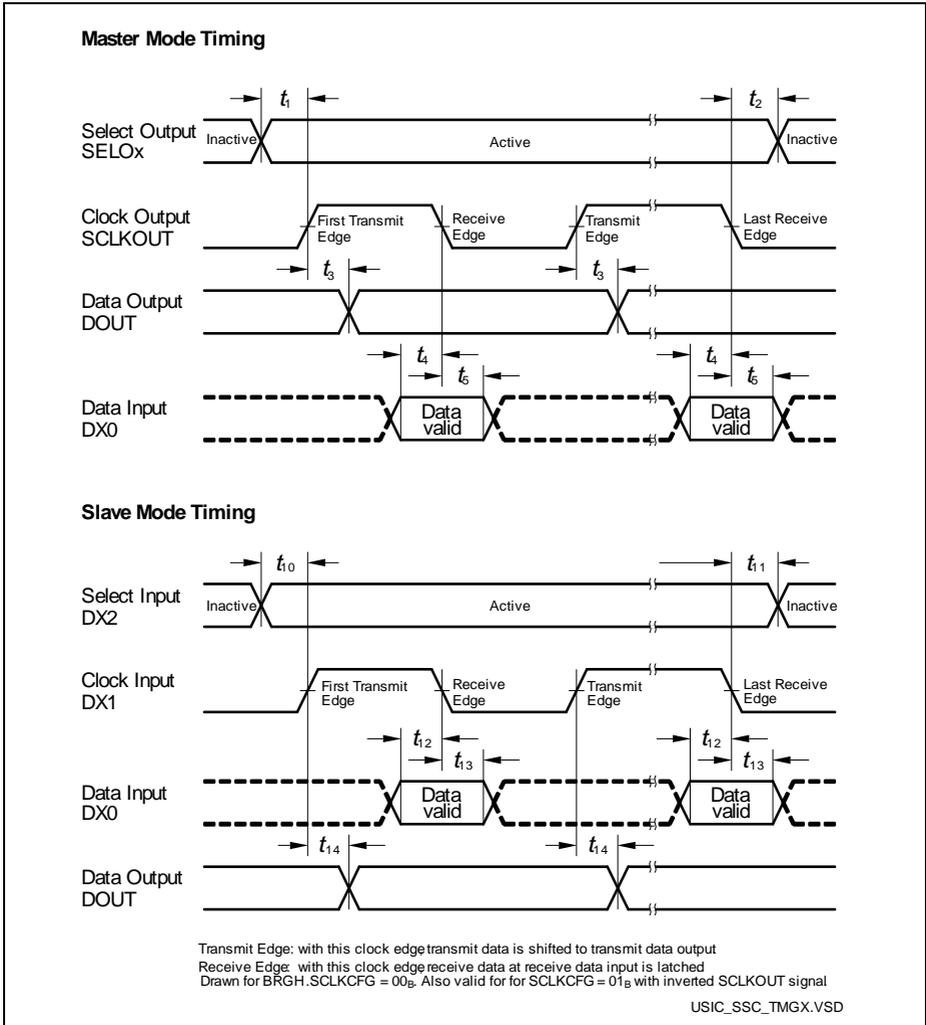 Master Mode Timing
t1
t2
Select Output
SELOx
Inactive
Active
Inactive
Clock Output
SCLKOUT
First Transmit
Edge
Receive
Edge
Transmit
Edge
Last Receive
Edge
t3
t3
Data Output
DOUT
t4
t5
t4
t5
Data Input
DX0
Data
valid
Data
valid
Slave Mode Timing
t10
t11
Select Input
DX2
Inactive
Active
Inactive
Clock Input
DX1
First Transmit
Edge
Receive
Edge
Transmit
Edge
Last Receive
Edge
t12
t13
t12
t13
Data Input
DX0
Data
valid
Data
valid
t14
t14
Data Output
DOUT
Transmit Edge: with this clock edge, transmit data is shifted to transmit data output
Receive Edge: with this clock edge, receive data at receive data input is latched
Drawn for BRGH.SCLKCFG = 00B. Also valid for for SCLKCFG = 01B with inverted SCLKOUT signal
USIC_SSC_TMGX.VSD